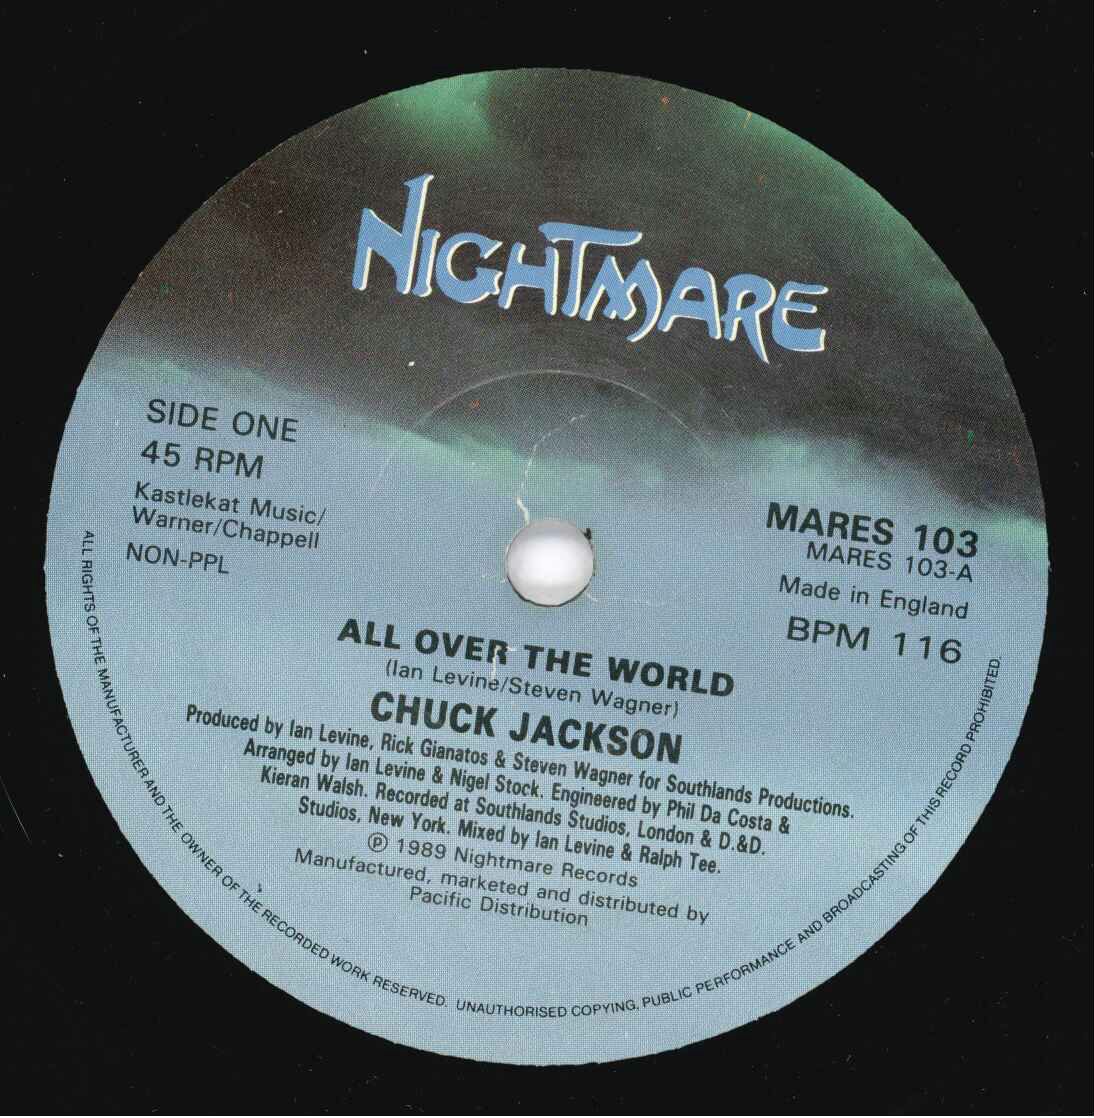 NIGHTMARE
SIDE ONE
45 RPM
Kastlekat Music/
Warner/Chappell
NON-PPL
MARES 103
MARES 103-A
Made in England
BPM 116
ALL OVER THE WORLD
(Ian Levine/Steven Wagner)
CHUCK JACKSON
Produced by Ian Levine, Rick Gianatos & Steven Wagner for Southlands Productions.
Arranged by Ian Levine & Nigel Stock. Engineered by Phil Da Costa &
Kieran Walsh. Recorded at Southlands Studios, London & D.&D.
Studios, New York. Mixed by Ian Levine & Ralph Tee.
Ⓟ 1989 Nightmare Records
Manufactured, marketed and distributed by
Pacific Distribution
ALL RIGHTS OF THE MANUFACTURER AND THE OWNER OF THE RECORDED WORK RESERVED. UNAUTHORISED COPYING, PUBLIC PERFORMANCE AND BROADCASTING OF THIS RECORD PROHIBITED.